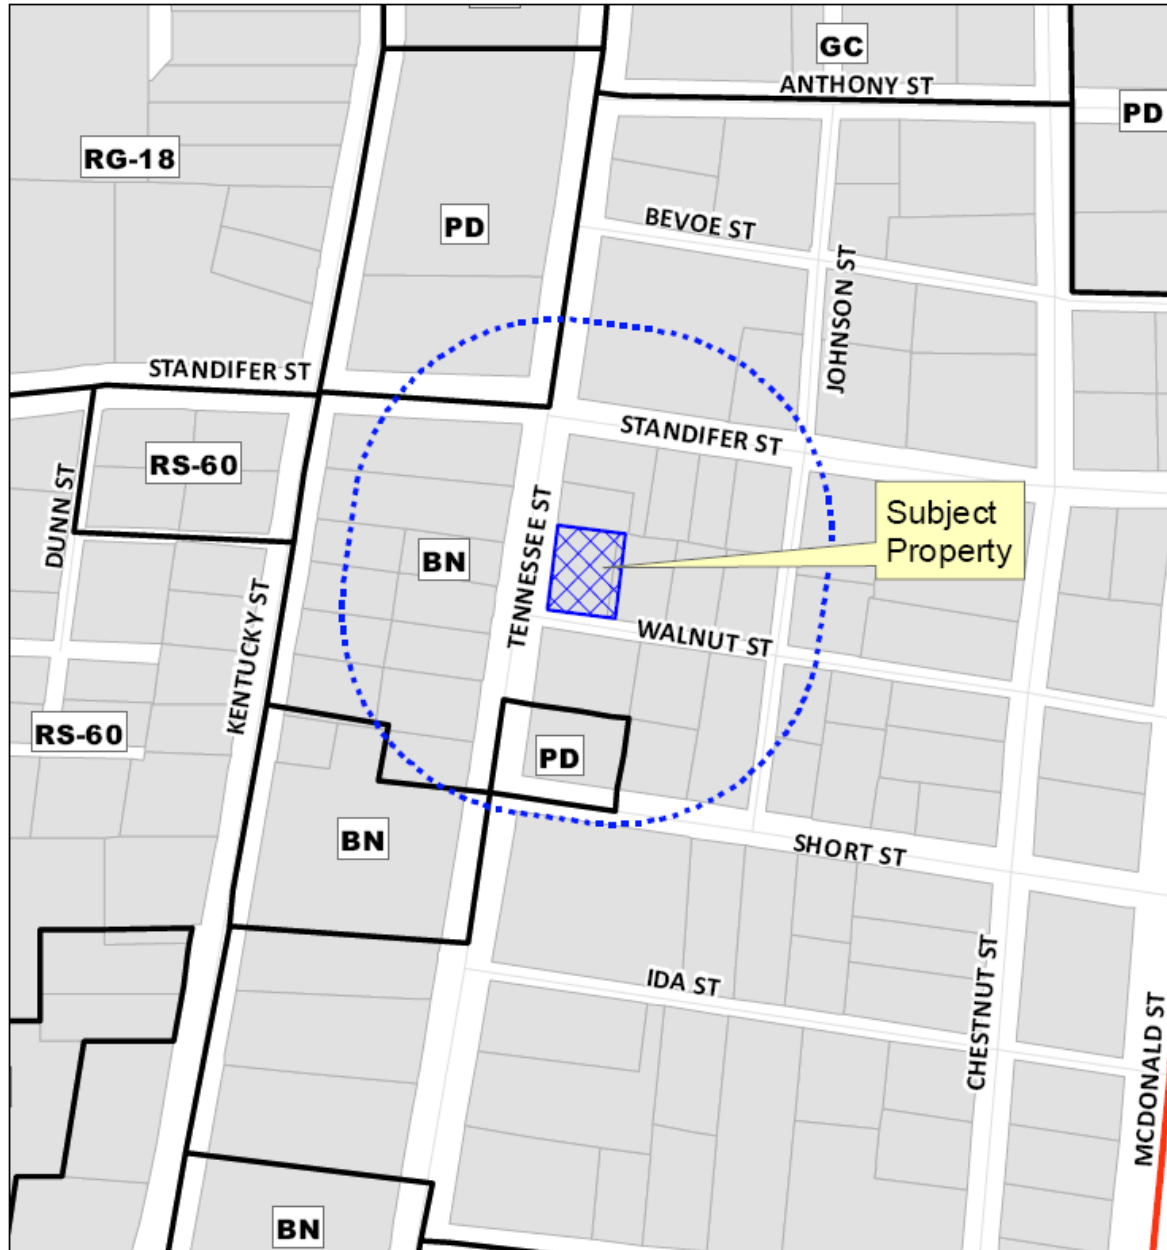 GC
ANTHONY ST
PD
RG-18
PD
BEVOE ST
JOHNSON ST
STANDIFER ST
STANDIFER ST
RS-60
DUNN ST
TENNESSEE ST
Subject
Property
BN
KENTUCKY ST
WALNUT ST
RS-60
PD
BN
SHORT ST
IDA ST
CHESTNUT ST
MCDONALD ST
BN